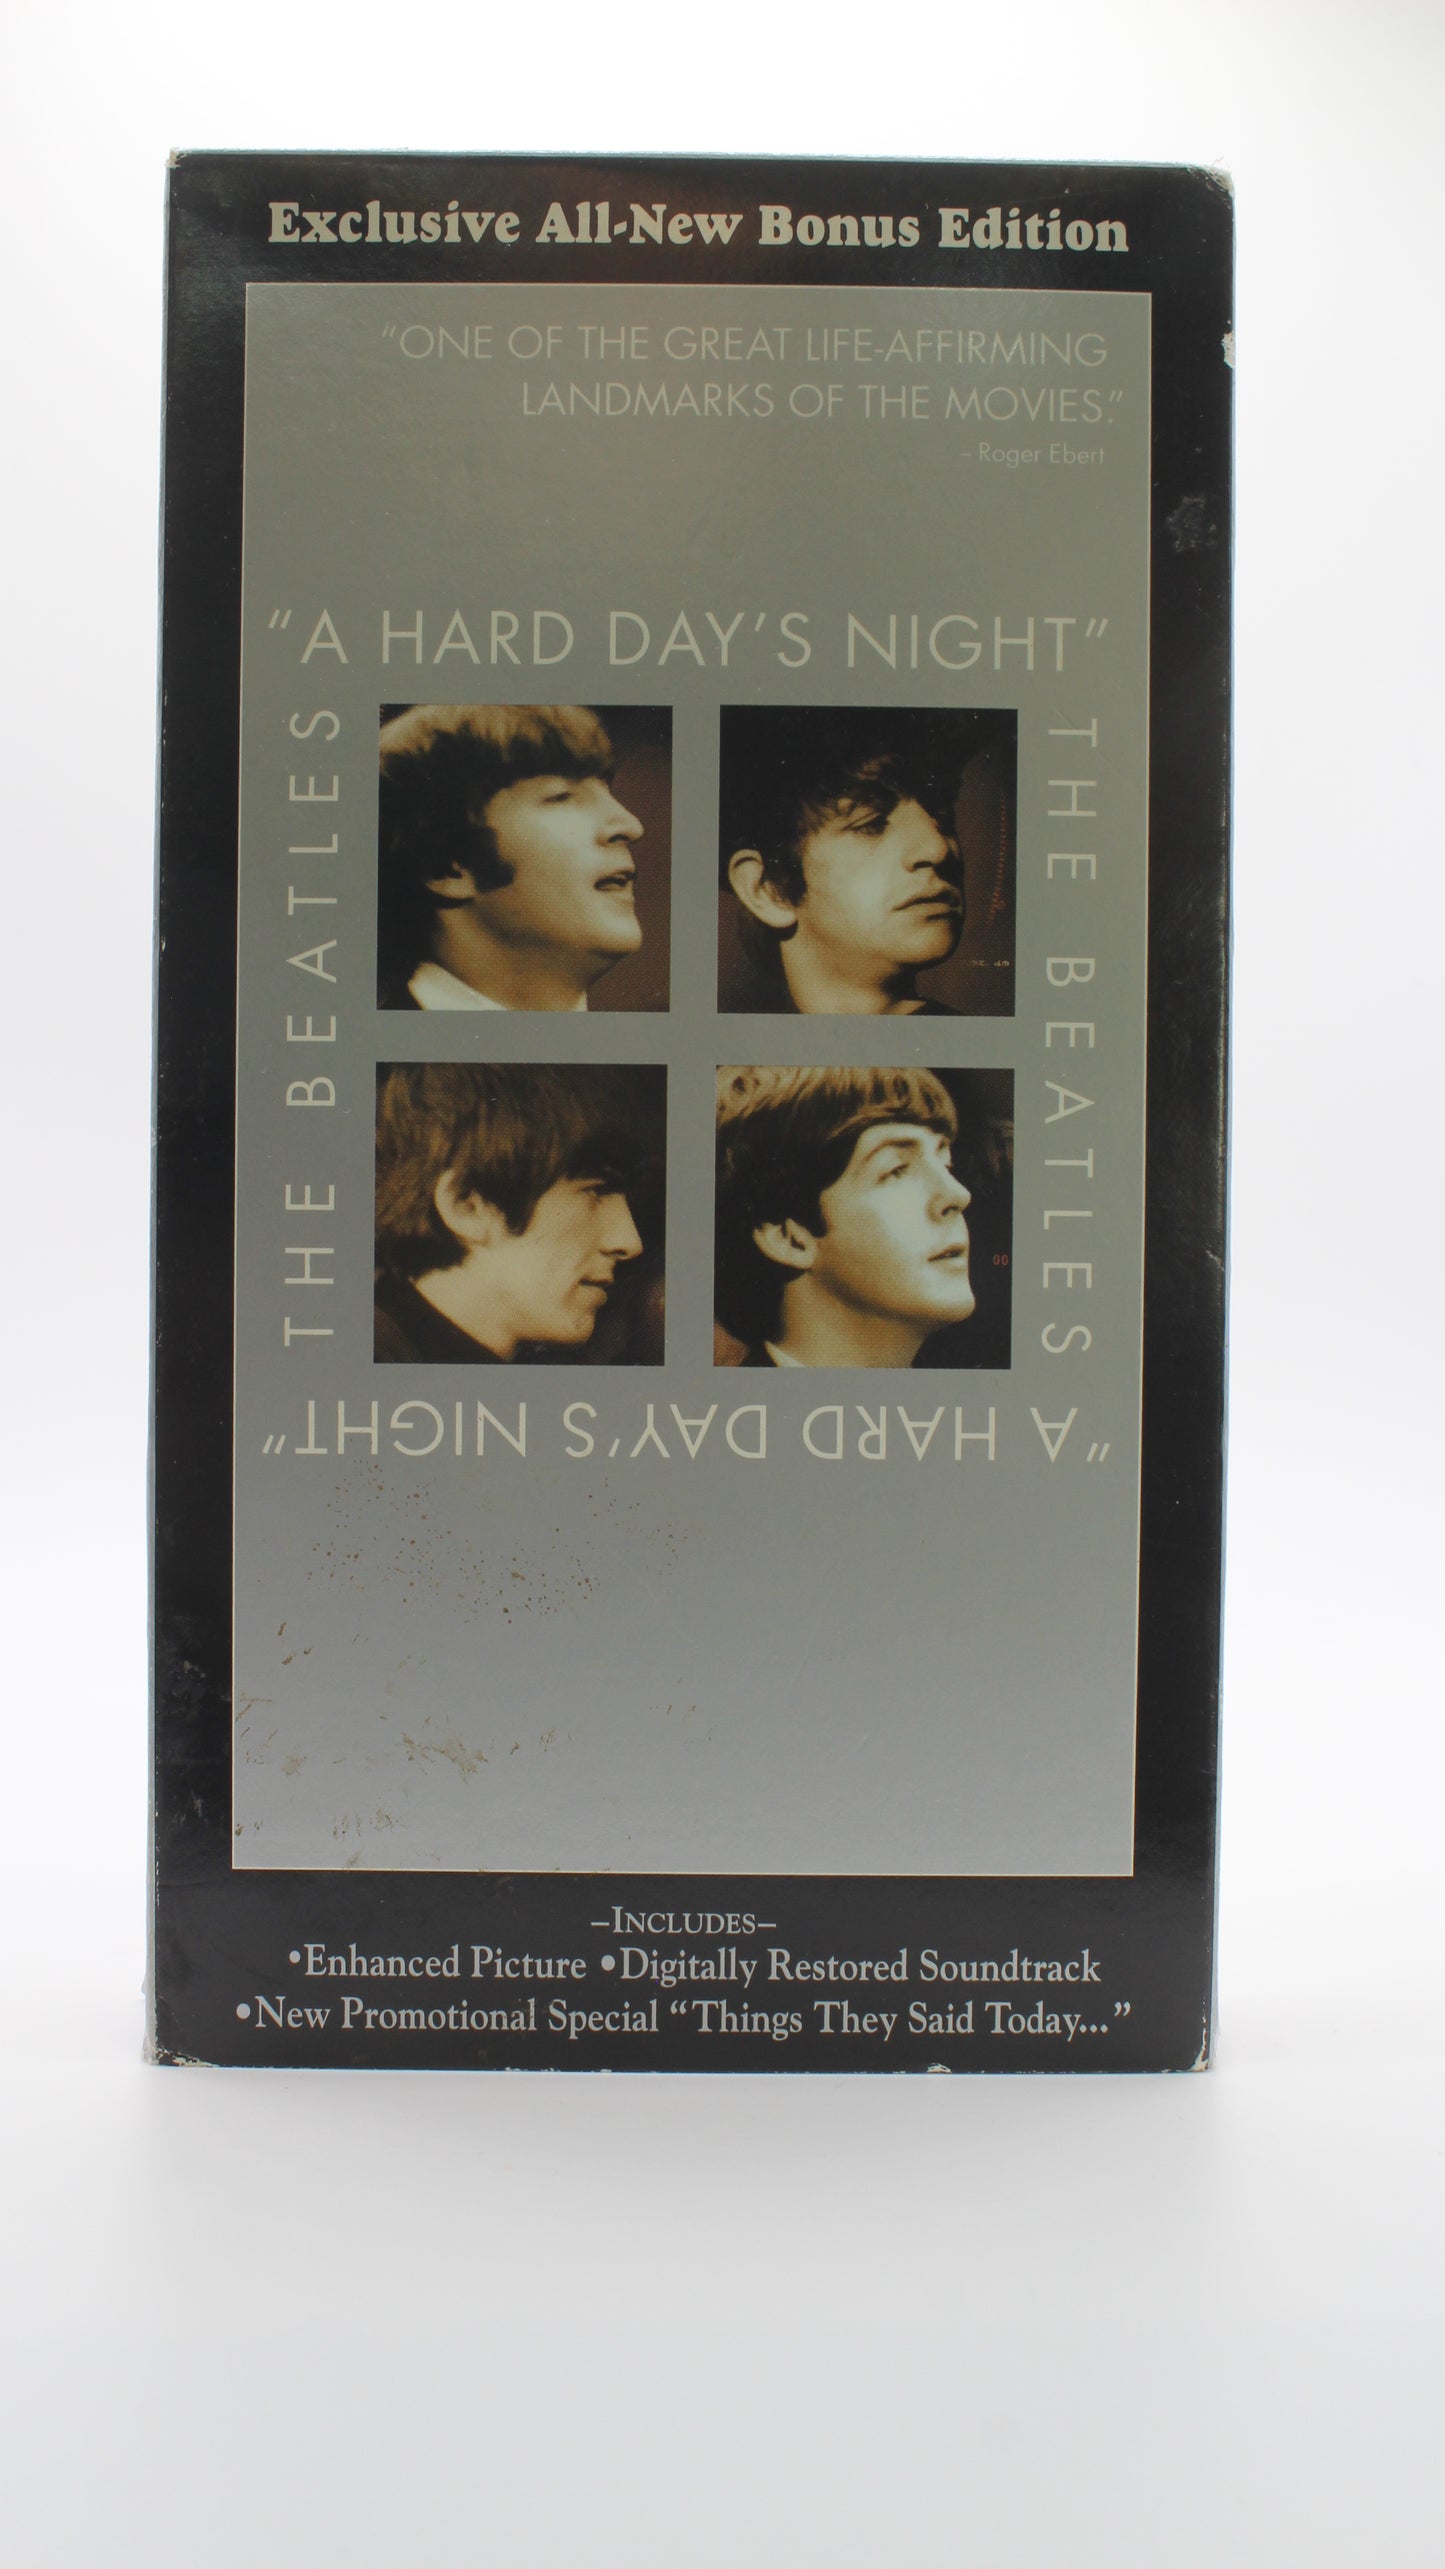 Exclusive All-New Bonus Edition
"ONE OF THE GREAT LIFE-AFFIRMING
LANDMARKS OF THE MOVIES."
– Roger Ebert
"A HARD DAY'S NIGHT"
THE BEATLES
THE BEATLES
"A HARD DAY'S NIGHT"
–INCLUDES–
•Enhanced Picture •Digitally Restored Soundtrack
•New Promotional Special “Things They Said Today...”